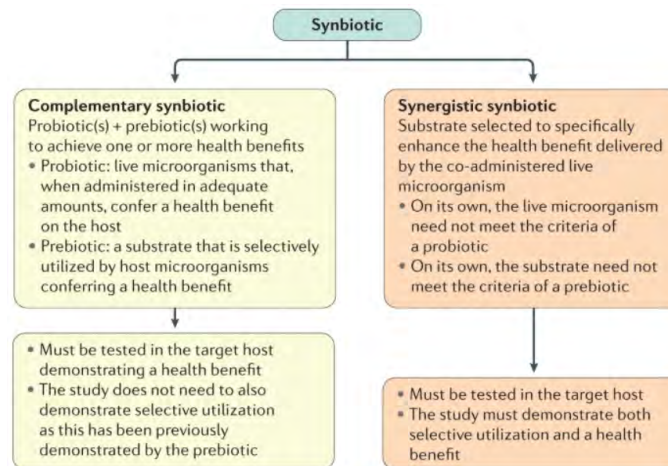 Synbiotic
Complementary synbiotic
Probiotic(s) + prebiotic(s) working
to achieve one or more health benefits
• Probiotic: live microorganisms that,
when administered in adequate
amounts, confer a health benefit
on the host
• Prebiotic: a substrate that is selectively
utilized by host microorganisms
conferring a health benefit
• Must be tested in the target host
demonstrating a health benefit
• The study does not need to also
demonstrate selective utilization
as this has been previously
demonstrated by the prebiotic
Synergistic synbiotic
Substrate selected to specifically
enhance the health benefit delivered
by the co-administered live
microorganism
• On its own, the live microorganism
need not meet the criteria of
a probiotic
• On its own, the substrate need not
meet the criteria of a prebiotic
• Must be tested in the target host
• The study must demonstrate both
selective utilization and a health
benefit